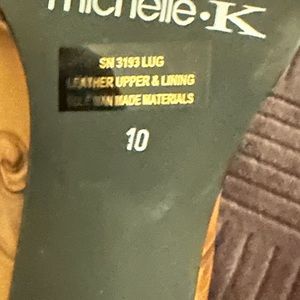 michelle·K
SN 3193 LUG
LEATHER UPPER & LINING
MAN MADE MATERIALS
10